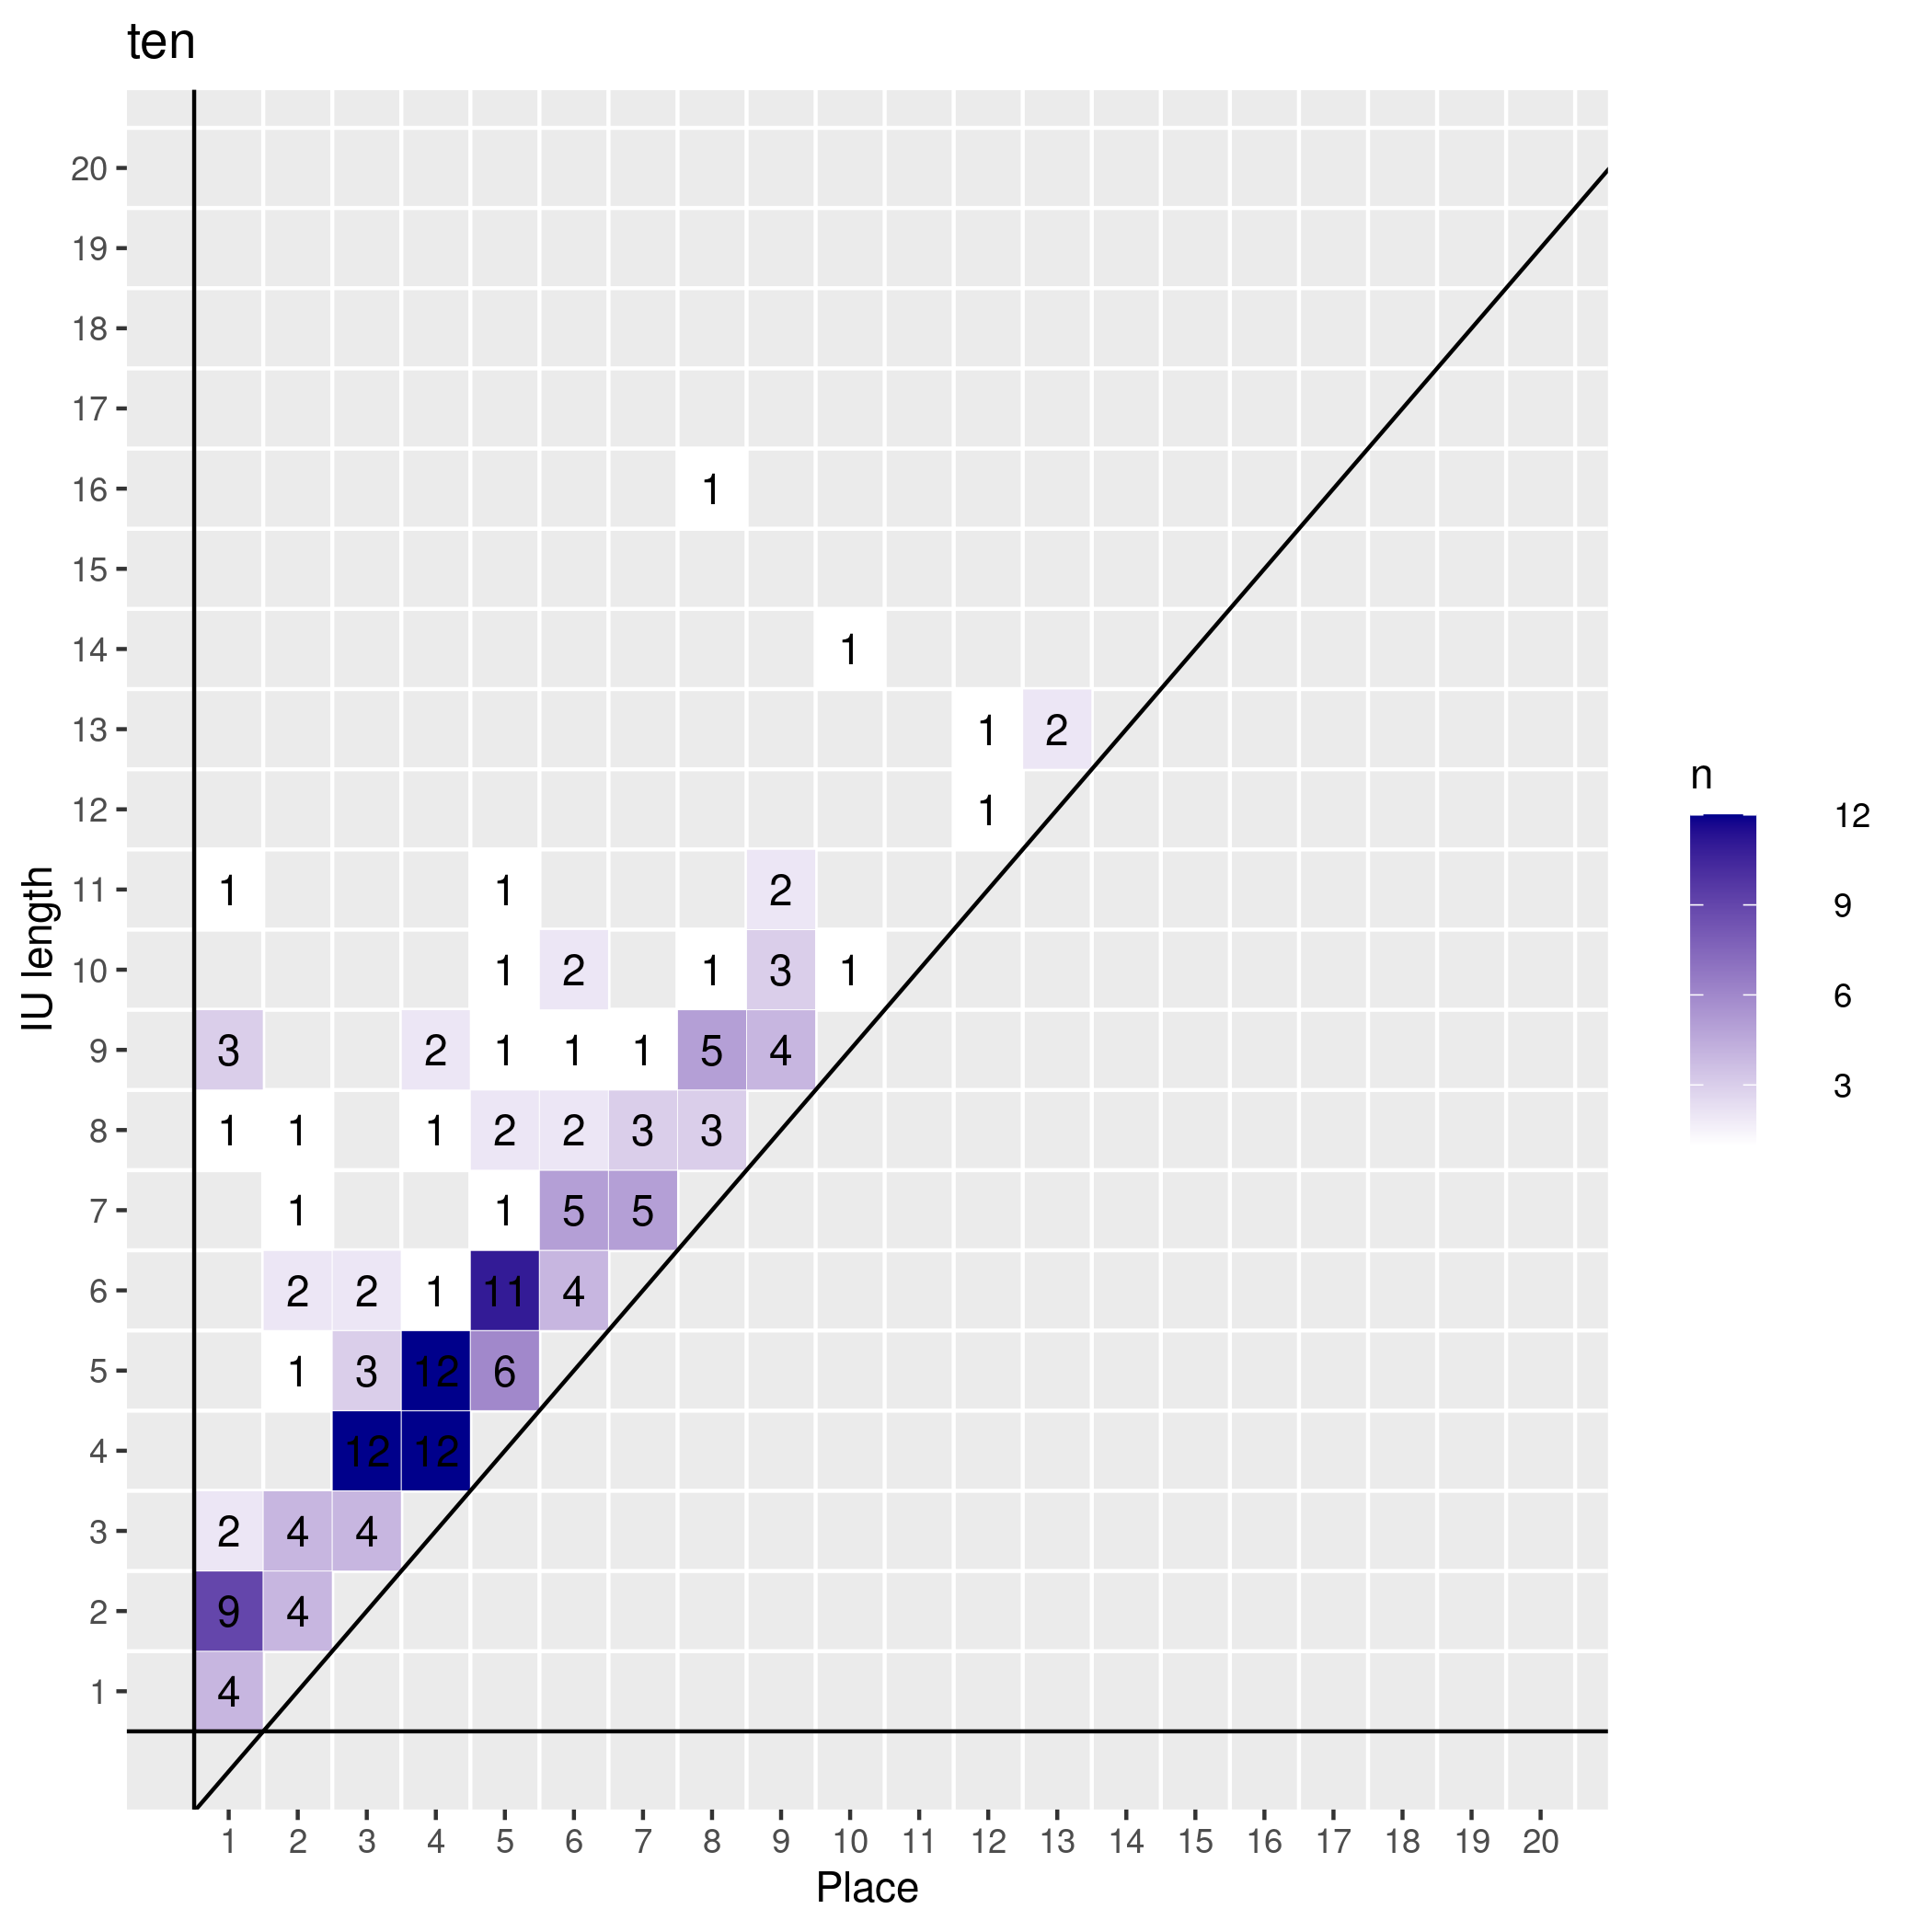 ten
20
19
18
17
16 1
15
14 1
13 1 2
12 1
11 1 1 2
10 1 2 1 3 1
9 3 2 1 1 1 5 4
8 1 1 1 2 2 3 3
7 1 1 5 5
6 2 2 1 11 4
5 1 3 12 6
4 12 12
3 2 4 4
2 9 4
1 4
1 2 3 4 5 6 7 8 9 10 11 12 13 14 15 16 17 18 19 20
Place
IU length
n
12
9
6
3